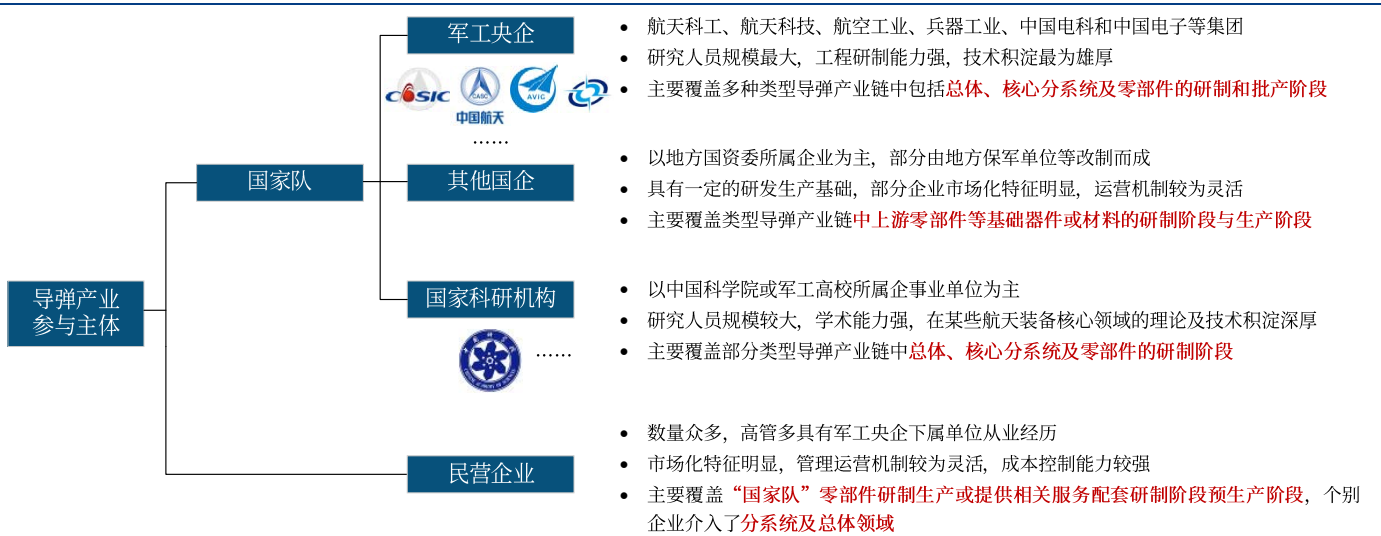 导弹产业
参与主体
国家队
军工央企
CASIC
CASC
中国航天
AVIC
……
• 航天科工、航天科技、航空工业、兵器工业、中国电科和中国电子等集团
• 研究人员规模最大，工程研制能力强，技术积淀最为雄厚
• 主要覆盖多种类型导弹产业链中包括总体、核心分系统及零部件的研制和批产阶段
其他国企
• 以地方国资委所属企业为主，部分由地方保军单位等改制而成
• 具有一定的研发生产基础，部分企业市场化特征明显，运营机制较为灵活
• 主要覆盖类型导弹产业链中上游零部件等基础器件或材料的研制阶段与生产阶段
国家科研机构
……
• 以中国科学院或军工高校所属企事业单位为主
• 研究人员规模较大，学术能力强，在某些航天装备核心领域的理论及技术积淀深厚
• 主要覆盖部分类型导弹产业链中总体、核心分系统及零部件的研制阶段
民营企业
• 数量众多，高管多具有军工央企下属单位从业经历
• 市场化特征明显，管理运营机制较为灵活，成本控制能力较强
• 主要覆盖“国家队”零部件研制生产或提供相关服务配套研制阶段预生产阶段，个别
企业介入了分系统及总体领域